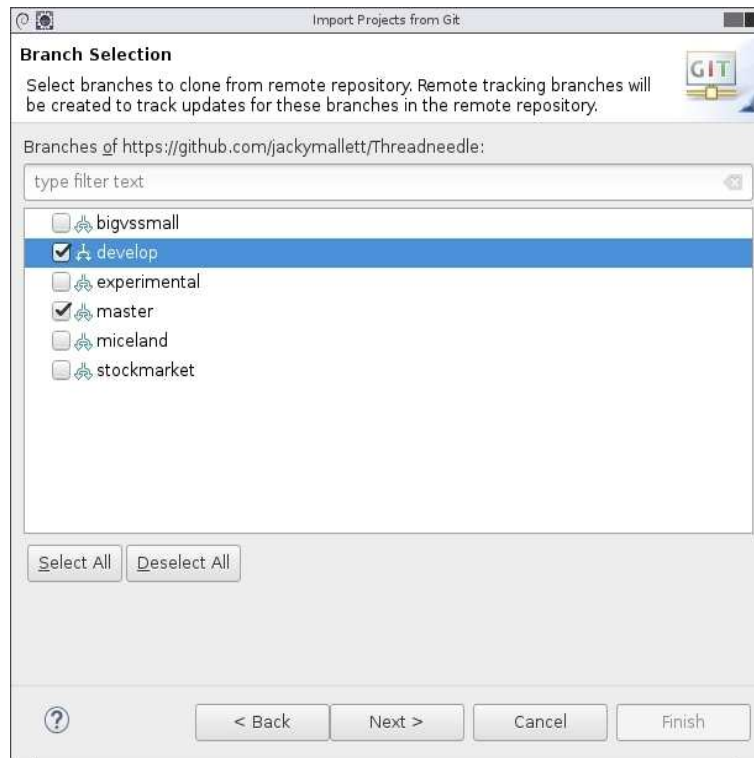 Import Projects from Git
Branch Selection
Select branches to clone from remote repository. Remote tracking branches will
be created to track updates for these branches in the remote repository.
GIT
Branches of https://github.com/jackymallett/Threadneedle:
type filter text
bigvssmall
develop
experimental
master
miceland
stockmarket
Select All Deselect All
? < Back Next > Cancel Finish